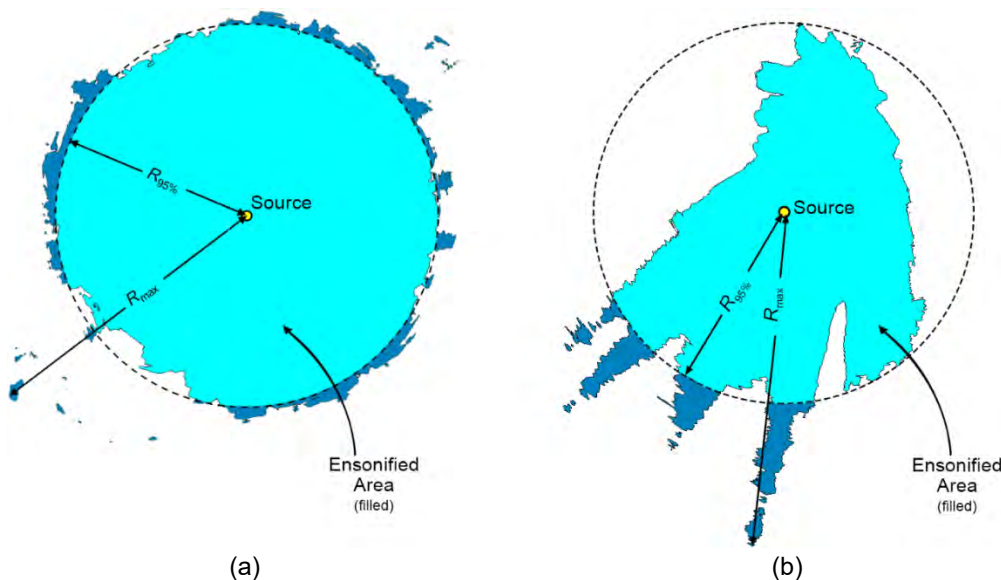 Source
R95%
Rmax
Ensonified
Area
(filled)
(a)
Source
R95%
Rmax
Ensonified
Area
(filled)
(b)